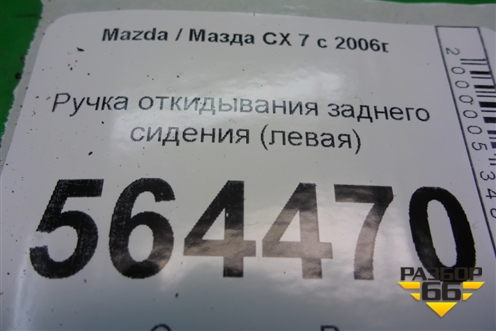 Mazda / Мазда CX 7 с 2006г
Ручка откидывания заднего
сидения (левая)
564470
РАЗБОР
66